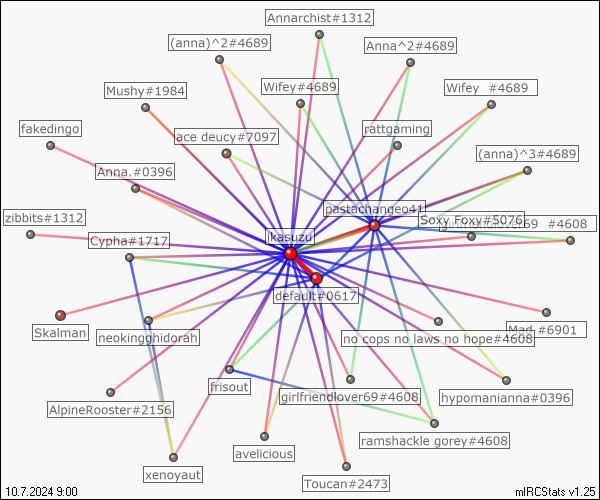 Annarchist#1312
(anna)^2#4689
Anna^2#4689
Mushy#1984
Wifey#4689
Wifey #4689
fakedingo
ace deucy#7097
rattgaming
(anna)^3#4689
Anna.#0396
pastachange041
zibbits#1312
Soxy Foxy#5076
69 #4608
ikasuzu
Cypha#1717
default#0617
Skalman
neokingghidorah
no cops no laws no hope#4608
Mad #6901
frisout
girlfriendlover69#4608
hypomanianna#0396
AlpineRooster#2156
avelicious
ramshackle gorey#4608
xenoyaut
Toucan#2473
10.7.2024 9:00
mIRCStats v1.25